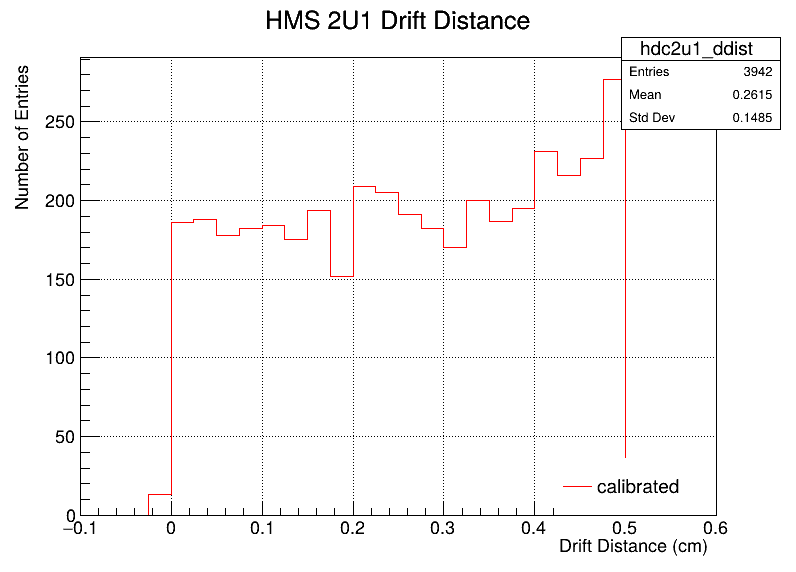 HMS 2U1 Drift Distance
hdc2u1_ddist
Entries 3942
Mean 0.2615
Std Dev 0.1485
Number of Entries
250
200
150
100
50
0
−0.1 0 0.1 0.2 0.3 0.4 0.5 0.6
Drift Distance (cm)
calibrated